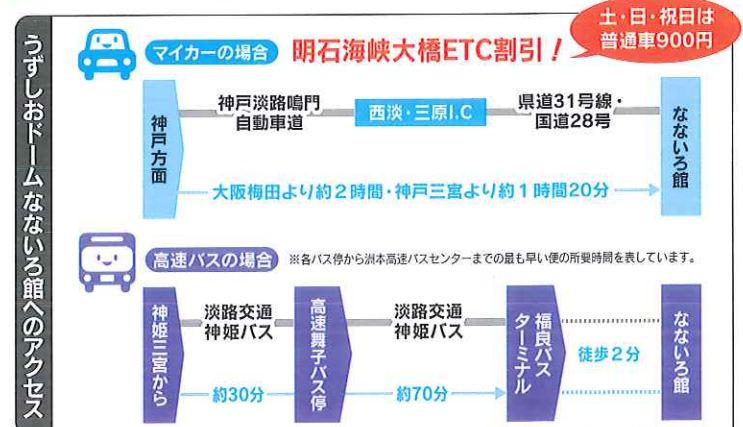 うずしおドーム なないろ館へのアクセス
マイカーの場合
明石海峡大橋ETC割引!
土・日・祝日は
普通車900円
神戸方面
神戸淡路鳴門
自動車道
西淡・三原I.C
県道31号線・
国道28号
なないろ館
大阪梅田より約2時間・神戸三宮より約1時間20分
高速バスの場合
※各バス停から洲本高速バスセンターまでの最も早い便の所要時間を表しています。
神姫三宮から
淡路交通
神姫バス
約30分
高速舞子バス停
淡路交通
神姫バス
約70分
福良バス
ターミナル
徒歩2分
なないろ館